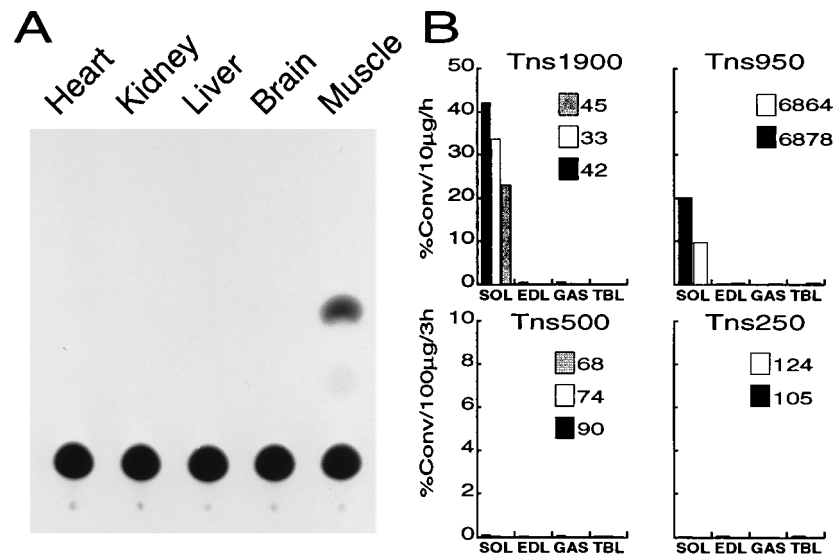 A
Heart Kidney Liver Brain Muscle
B
Tns1900
50
40
30
20
10
0
%Conv/10µg/h
45
33
42
SOL EDL GAS TBL
Tns950
6864
6878
SOL EDL GAS TBL
Tns500
10
8
6
4
2
0
%Conv/100µg/3h
68
74
90
SOL EDL GAS TBL
Tns250
124
105
SOL EDL GAS TBL